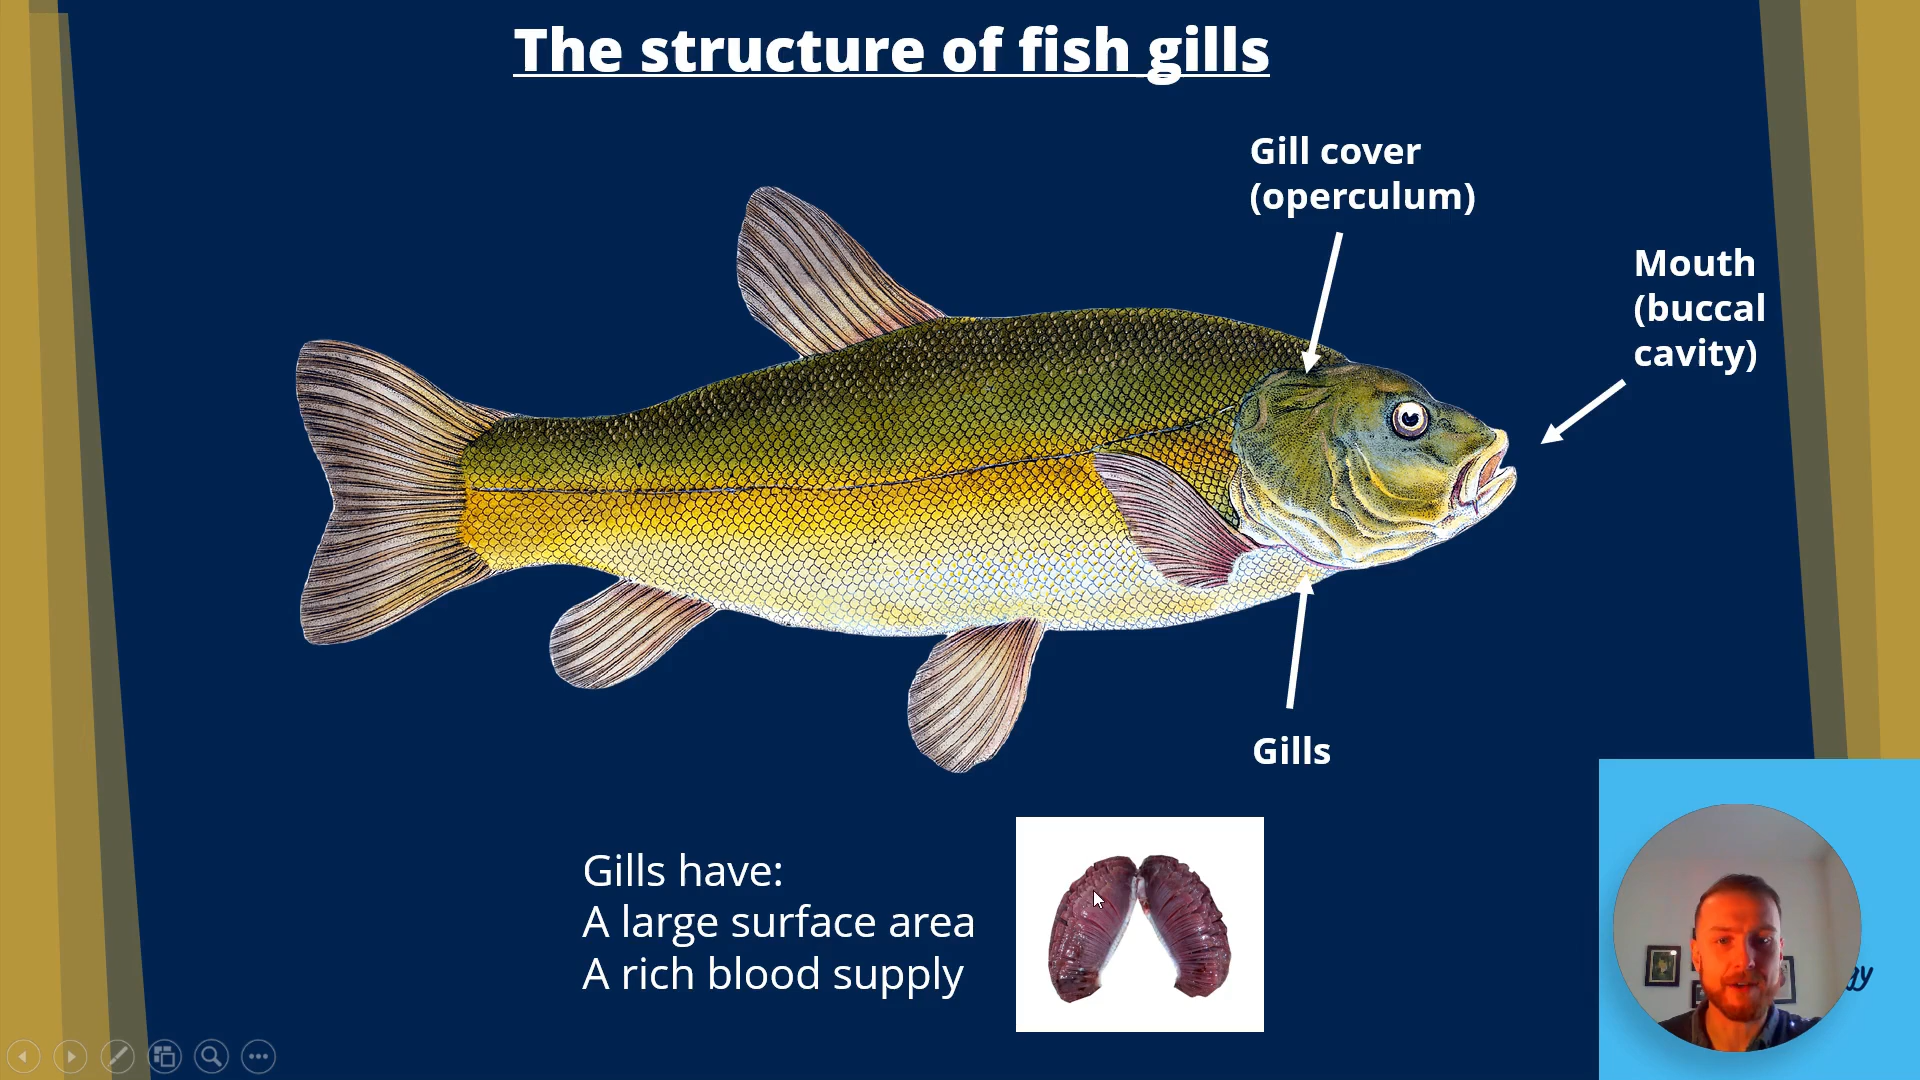 The structure of fish gills
Gill cover
(operculum)
Mouth
(buccal
cavity)
Gills
Gills have:
A large surface area
A rich blood supply